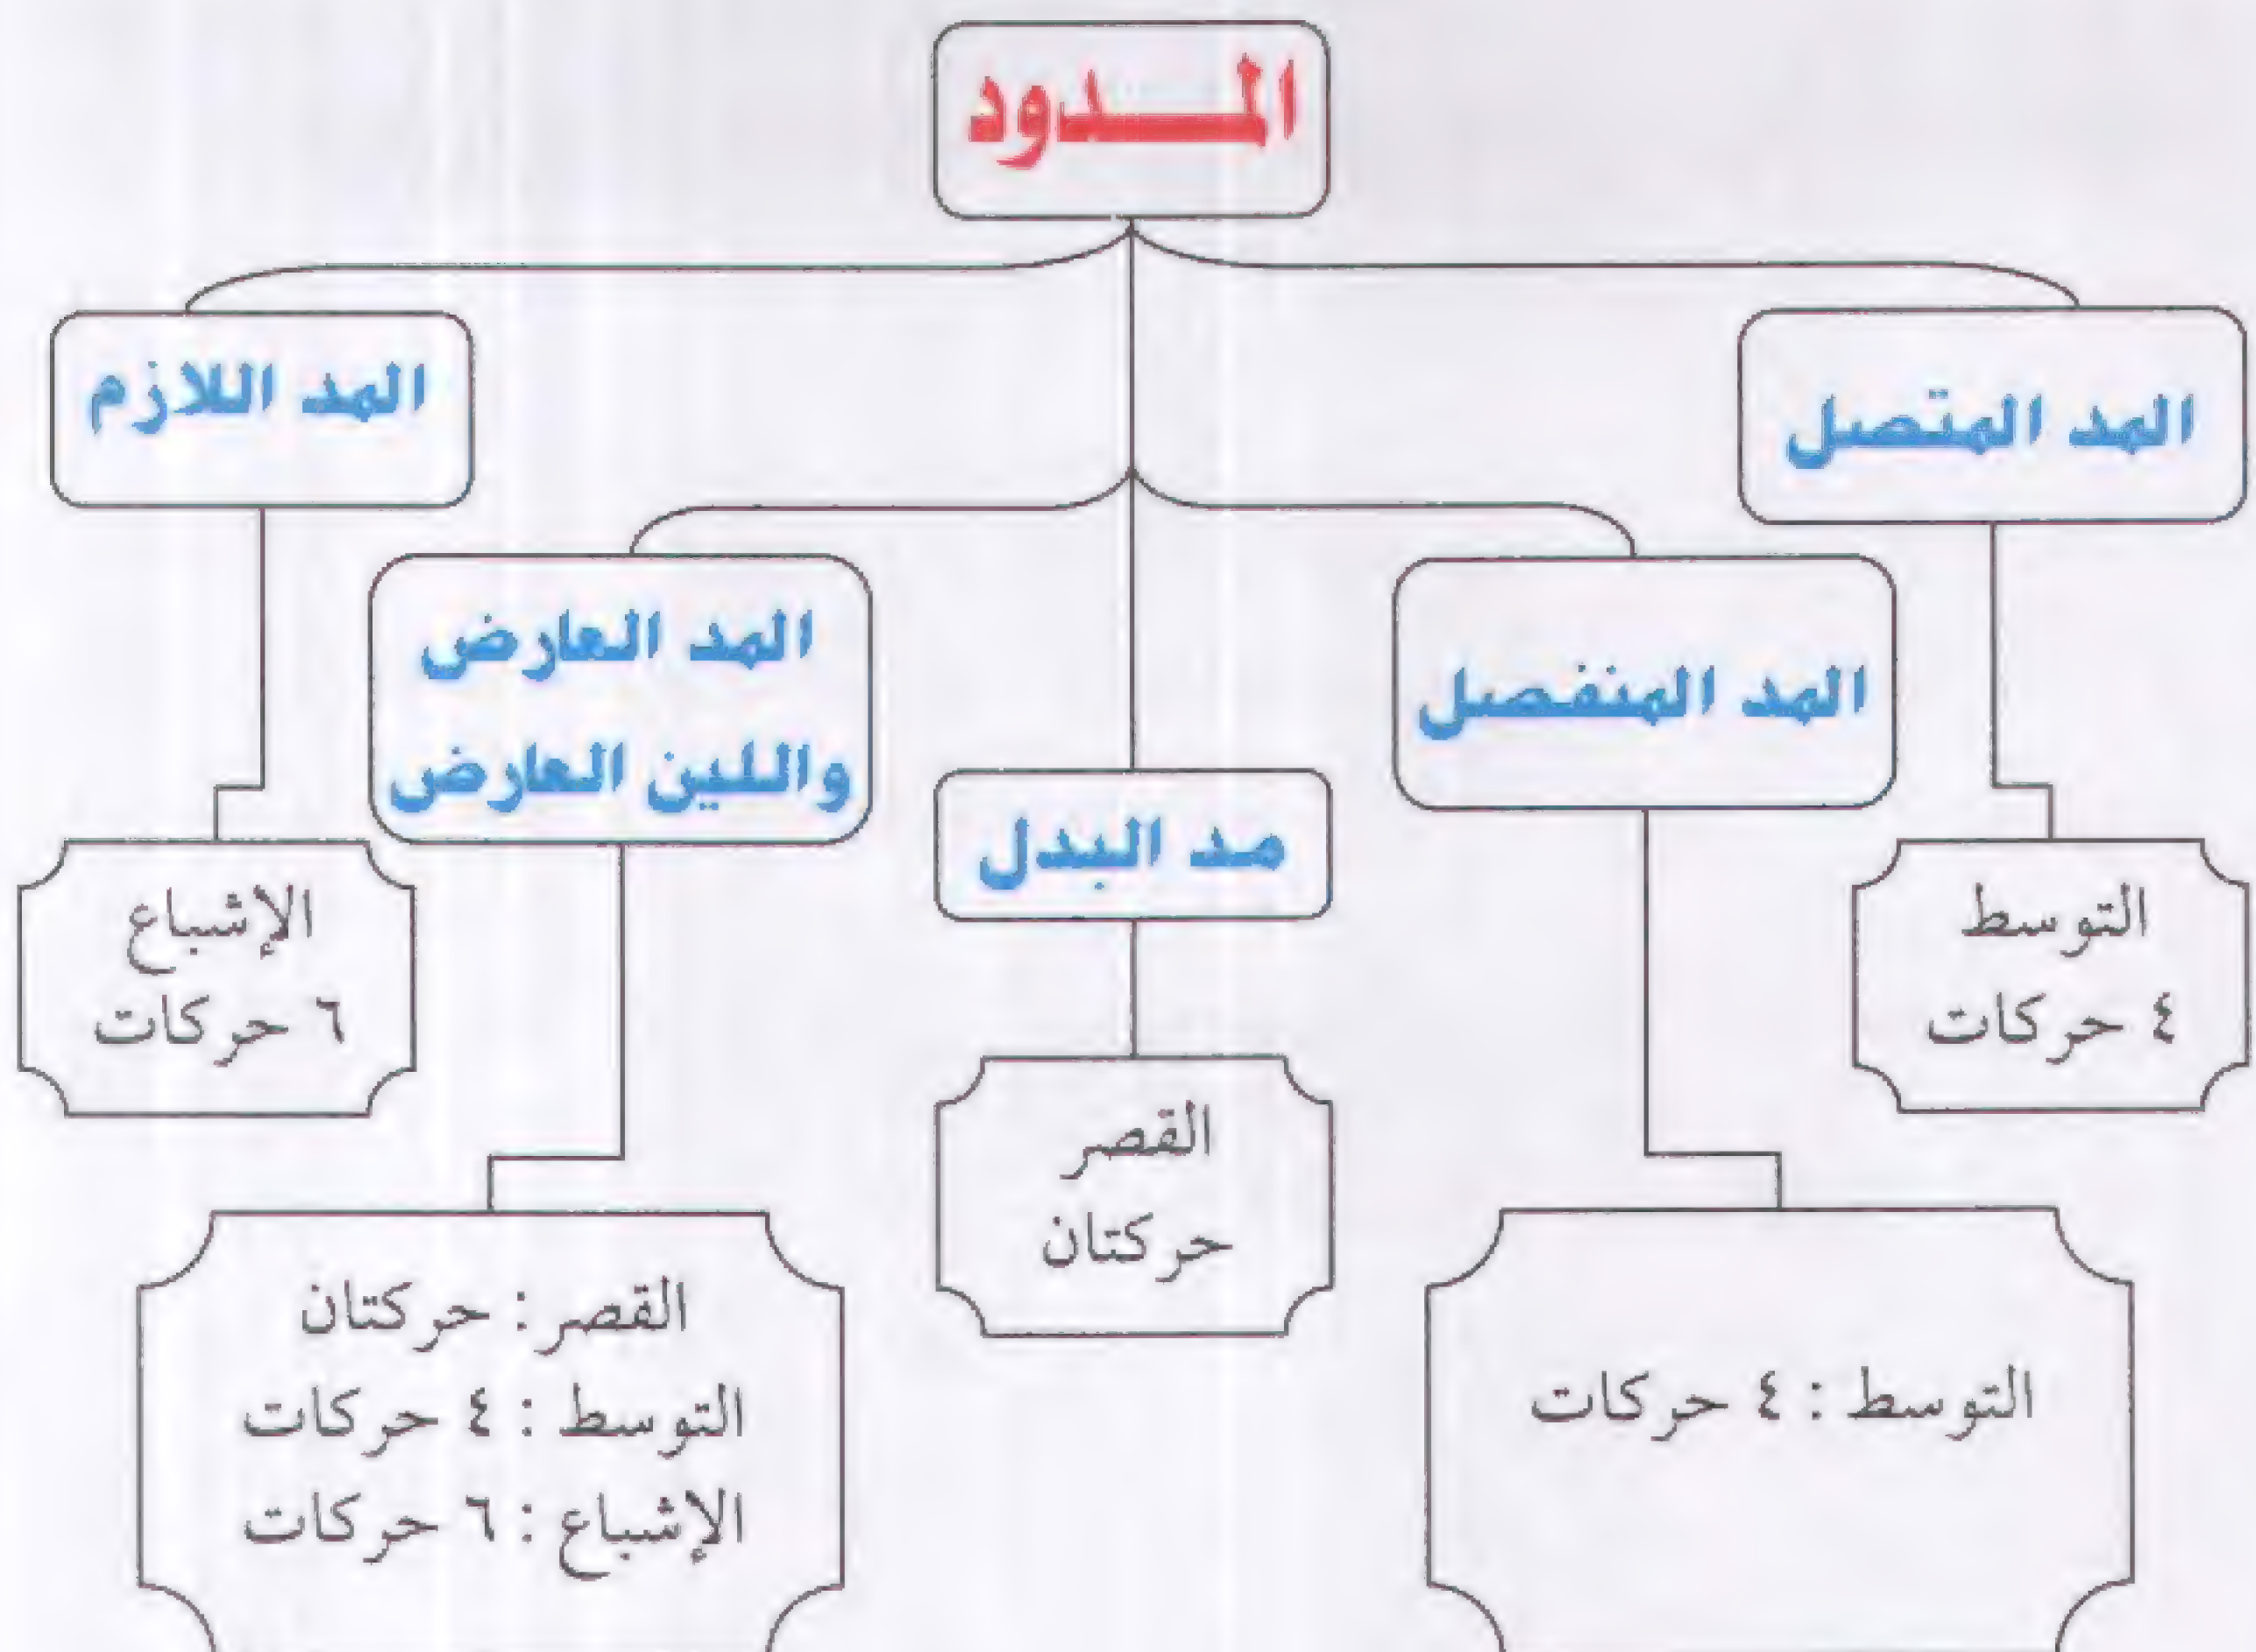 المدود
المد المتصل
المد اللازم
المد المنفصل
المد العارض
واللين العارض
مد البدل
التوسط
٤ حركات
الإشباع
٦ حركات
القصر
حركتان
التوسط : ٤ حركات
القصر : حركتان
التوسط : ٤ حركات
الإشباع : ٦ حركات